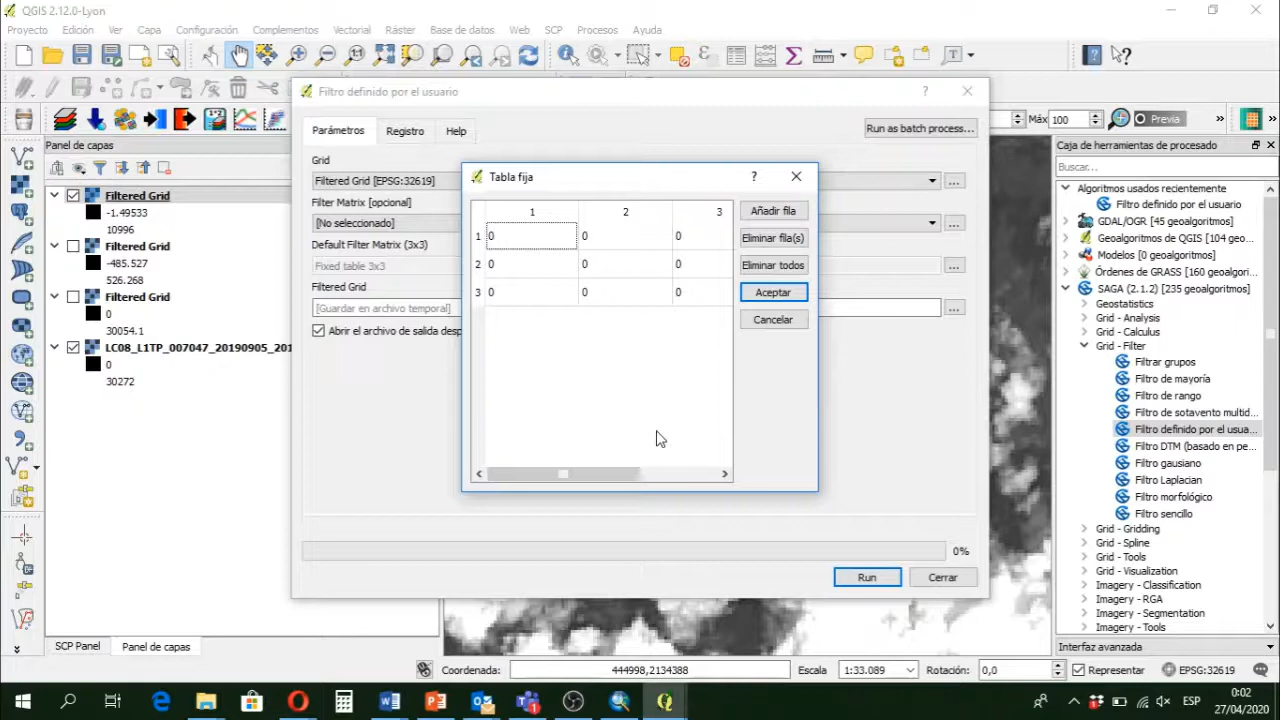 QGIS 2.12.0-Lyon
Proyecto Edición Ver Capa Configuración Complementos Vectorial Ráster Base de datos Web SCP Procesos Ayuda
Máx 100 Previa
Panel de capas
Filtered Grid
-1.49533
10996
Filtered Grid
-485.527
526.268
Filtered Grid
0
30054.1
LC08_L1TP_007047_20190905_201
0
30272
SCP Panel Panel de capas
Filtro definido por el usuario
Parámetros Registro Help
Run as batch process...
Grid
Filtered Grid [EPSG:32619]
Filter Matrix [opcional]
[No seleccionado]
Default Filter Matrix (3x3)
Fixed table 3x3
Filtered Grid
[Guardar en archivo temporal]
Abrir el archivo de salida desp
0%
Run Cerrar
Tabla fija
1 2 3
1 0 0 0
2 0 0 0
3 0 0 0
Añadir fila
Eliminar fila(s)
Eliminar todos
Aceptar
Cancelar
Caja de herramientas de procesado
Buscar...
Algoritmos usados recientemente
Filtro definido por el usuario
GDAL/OGR [45 geoalgoritmos]
Geoalgoritmos de QGIS [104 geo...
Modelos [0 geoalgoritmos]
Órdenes de GRASS [160 geoalgoritmos]
SAGA (2.1.2) [235 geoalgoritmos]
Geostatistics
Grid - Analysis
Grid - Calculus
Grid - Filter
Filtrar grupos
Filtro de mayoría
Filtro de rango
Filtro de sotavento multid...
Filtro definido por el usua...
Filtro DTM (basado en pe...
Filtro gausiano
Filtro Laplacian
Filtro morfológico
Filtro sencillo
Grid - Gridding
Grid - Spline
Grid - Tools
Grid - Visualization
Imagery - Classification
Imagery - RGA
Imagery - Segmentation
Imagery - Tools
Interfaz avanzada
Coordenada: 444998,2134388 Escala 1:33.089 Rotación: 0,0 Representar EPSG:32619
ESP
0:02
27/04/2020